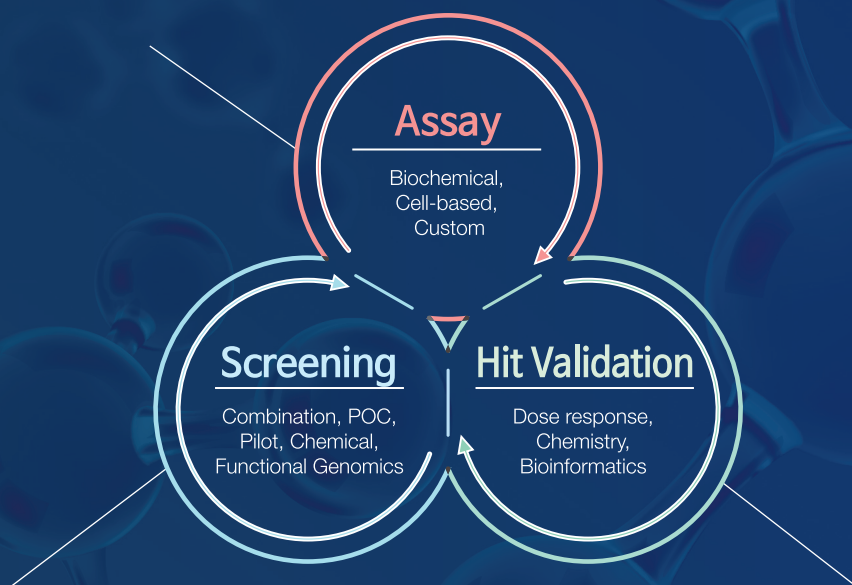 Assay
Biochemical,
Cell-based,
Custom
Screening
Combination, POC,
Pilot, Chemical,
Functional Genomics
Hit Validation
Dose response,
Chemistry,
Bioinformatics